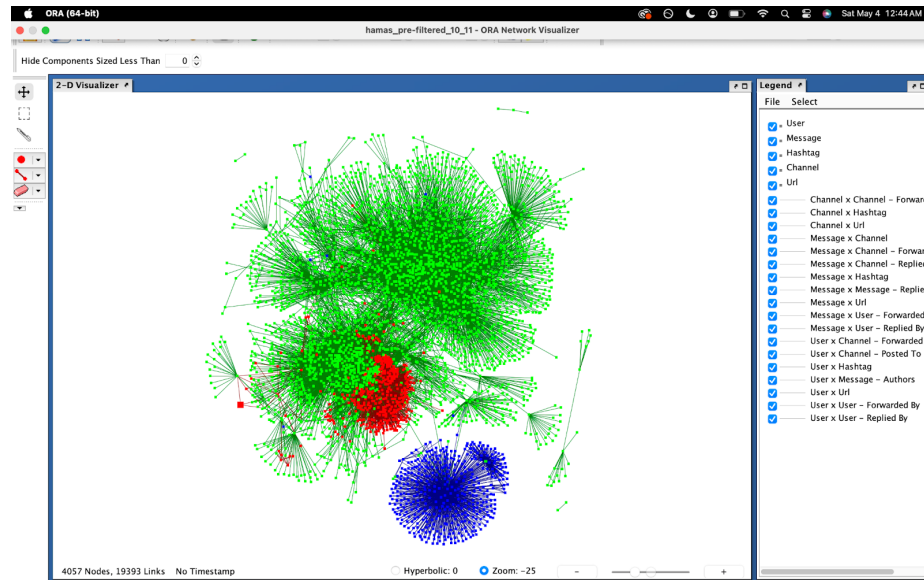 ORA (64-bit)
Sat May 4 12:44 AM
hamas_pre-filtered_10_11 - ORA Network Visualizer
Hide Components Sized Less Than 0
2-D Visualizer
Legend
File Select
User
Message
Hashtag
Channel
Url
Channel x Channel - Forwar
Channel x Hashtag
Channel x Url
Message x Channel
Message x Channel - Forwar
Message x Channel - Replied
Message x Hashtag
Message x Message - Replie
Message x Url
Message x User - Forwarded
Message x User - Replied By
User x Channel - Forwarded
User x Channel - Posted To
User x Hashtag
User x Message - Authors
User x Url
User x User - Forwarded By
User x User - Replied By
4057 Nodes, 19393 Links No Timestamp
Hyperbolic: 0 Zoom: -25 - +